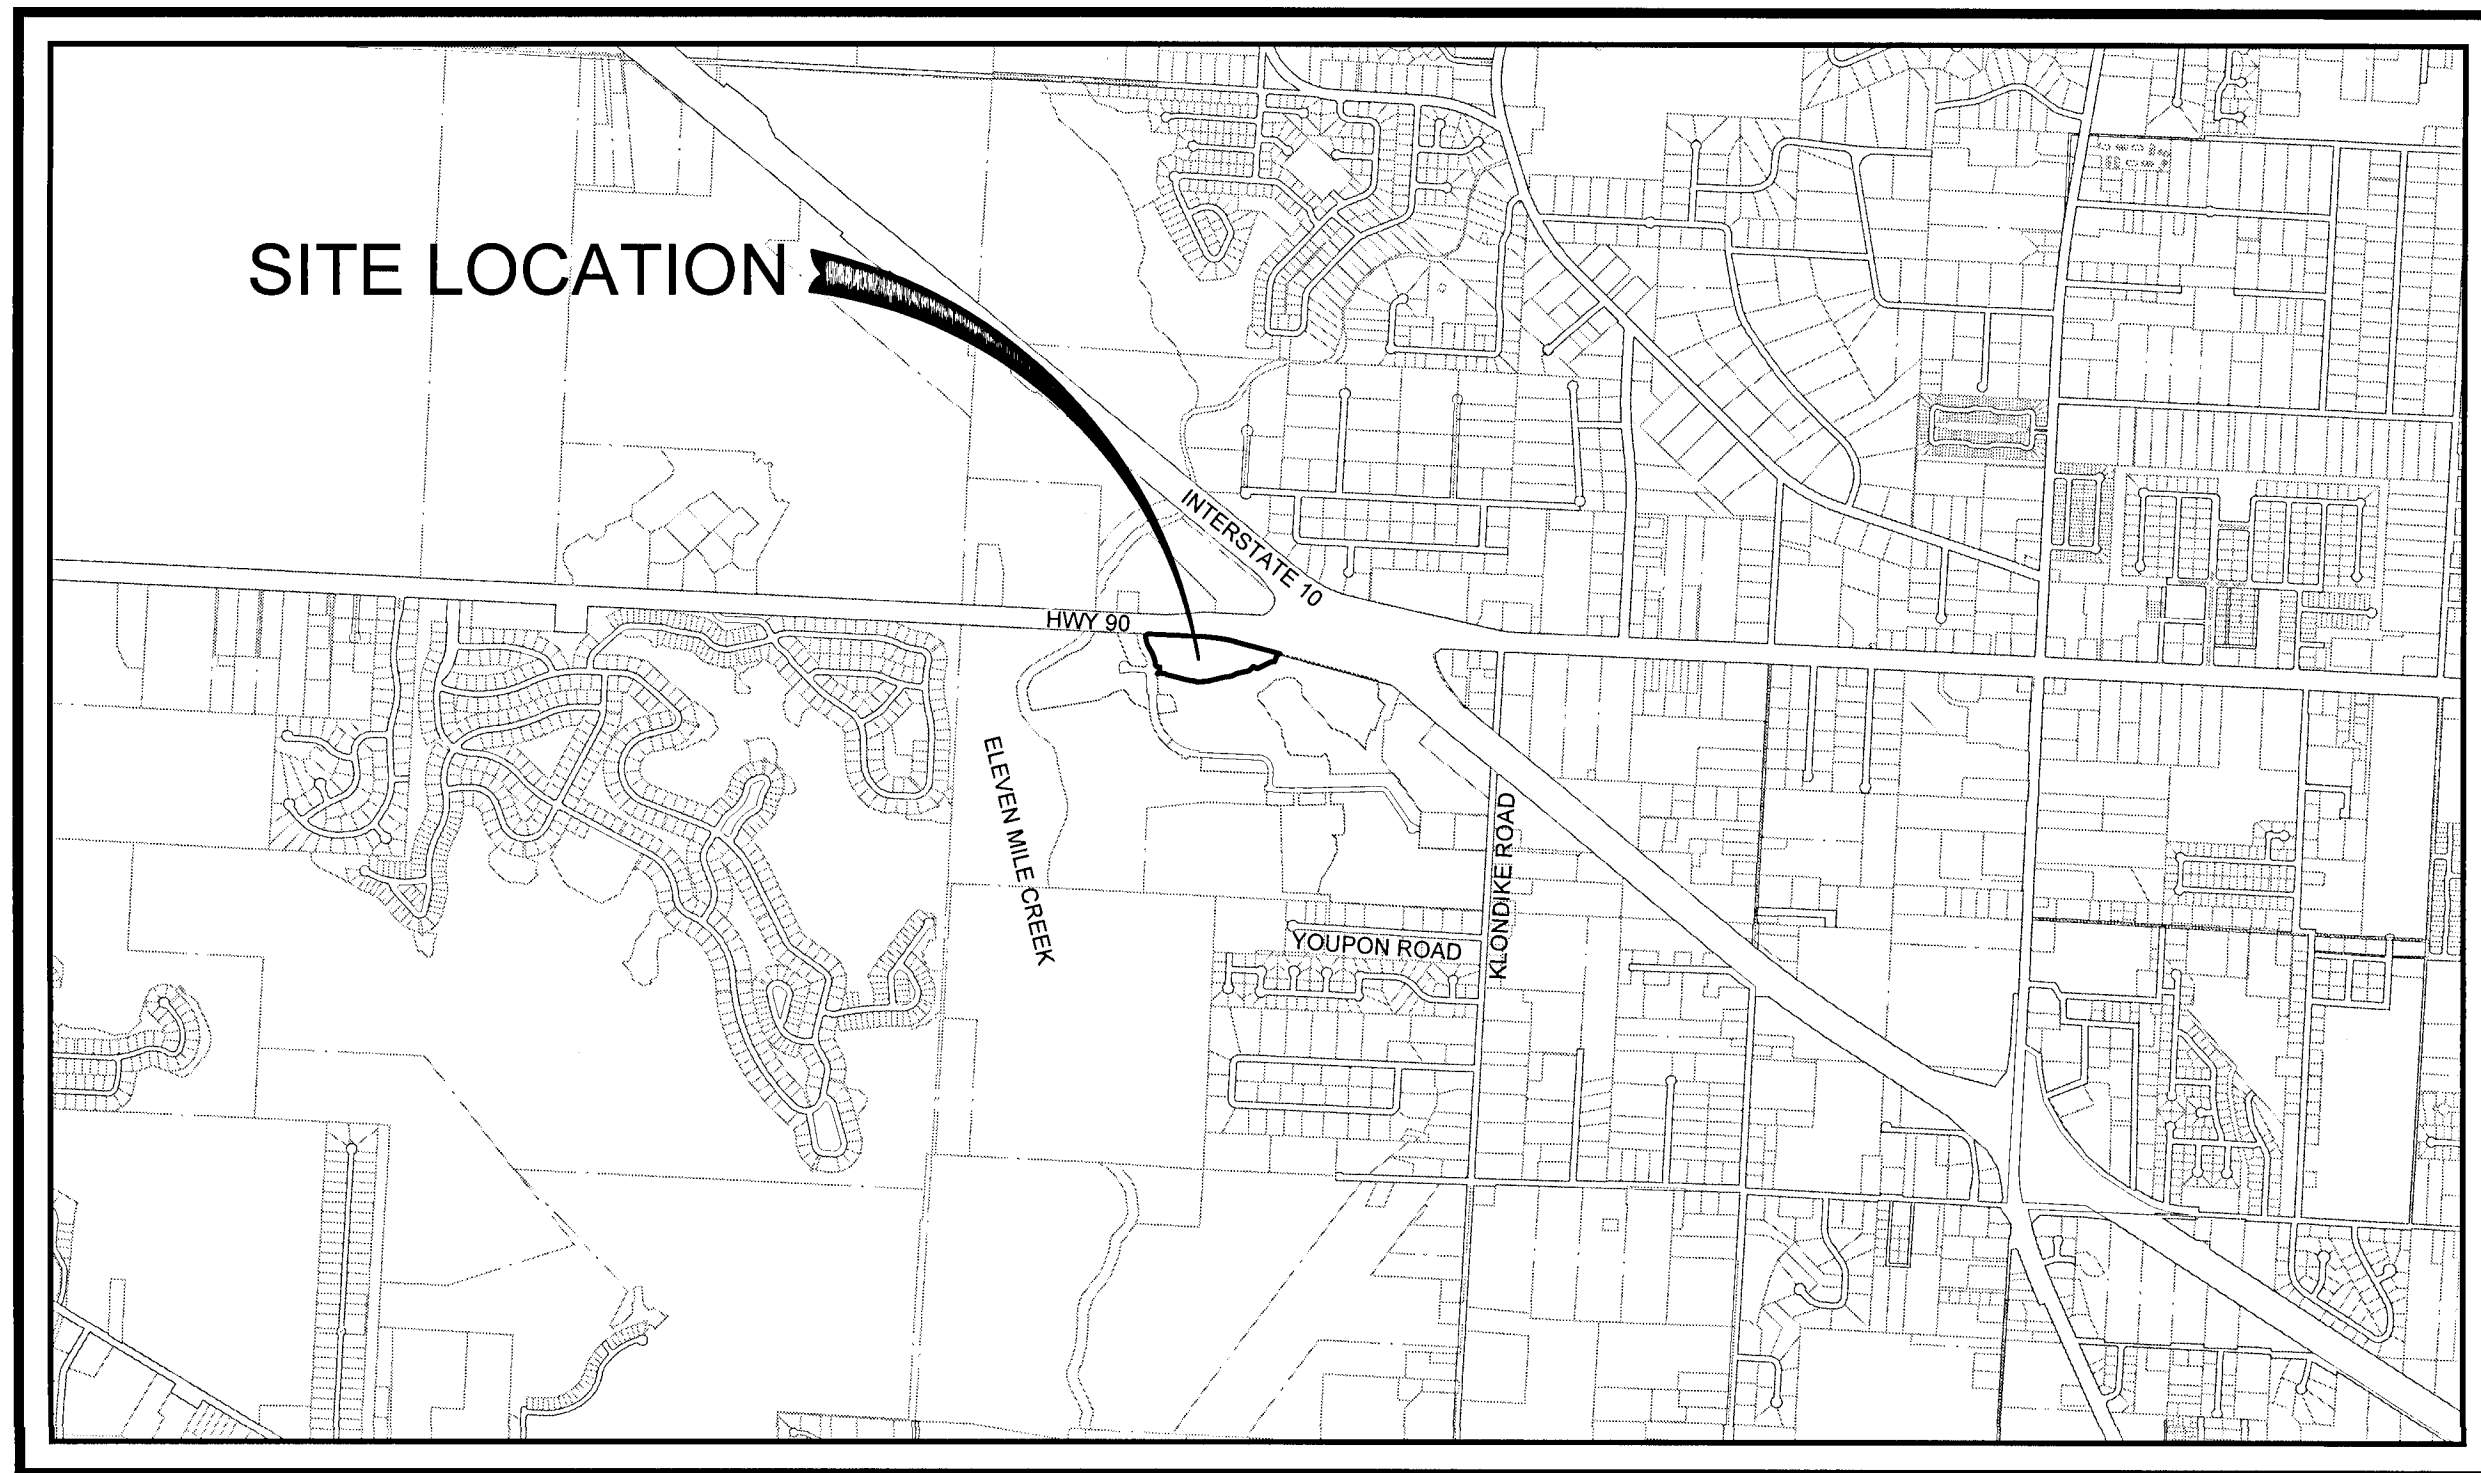 SITE LOCATION
INTERSTATE 10
HWY 90
ELEVEN MILE CREEK
KLONDIKE ROAD
YOUPON ROAD